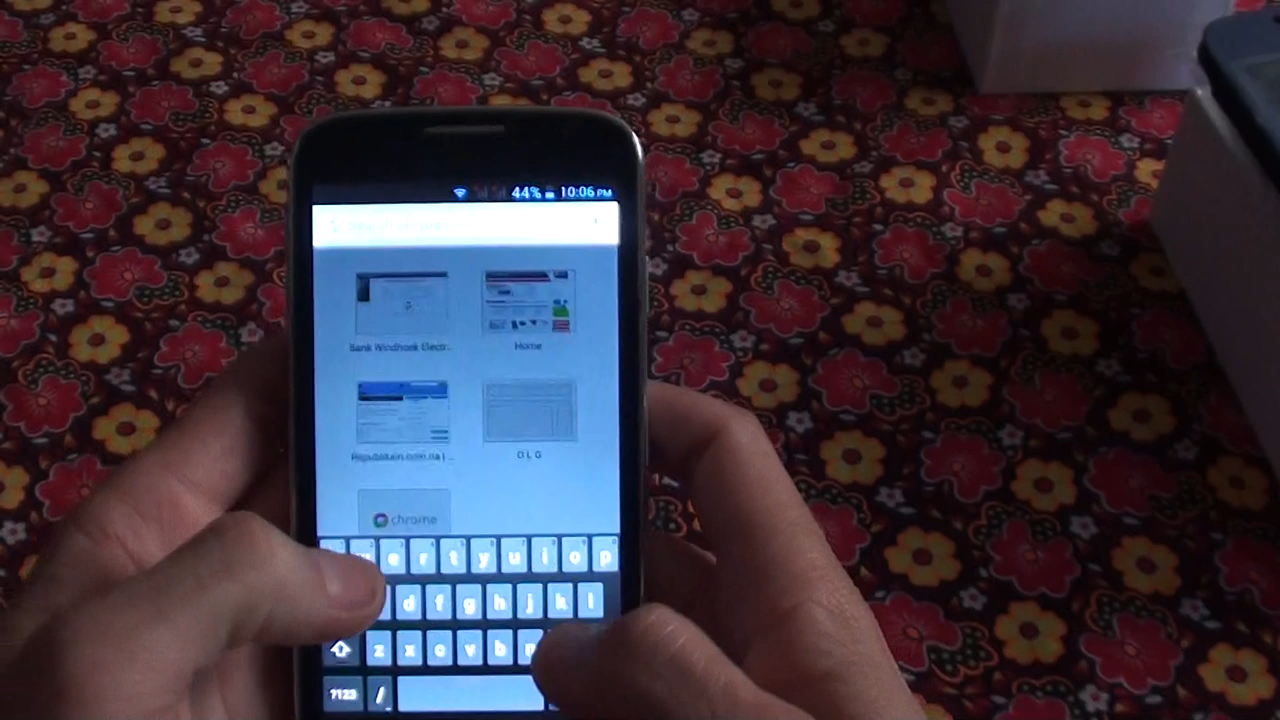 44% 10:06 PM
Bank Windhoek Electr..
Home
Republikein.com.na | ...
O L G
chrome
e r t y u i o p
d f g h j k l
z x c v b n
?123 /